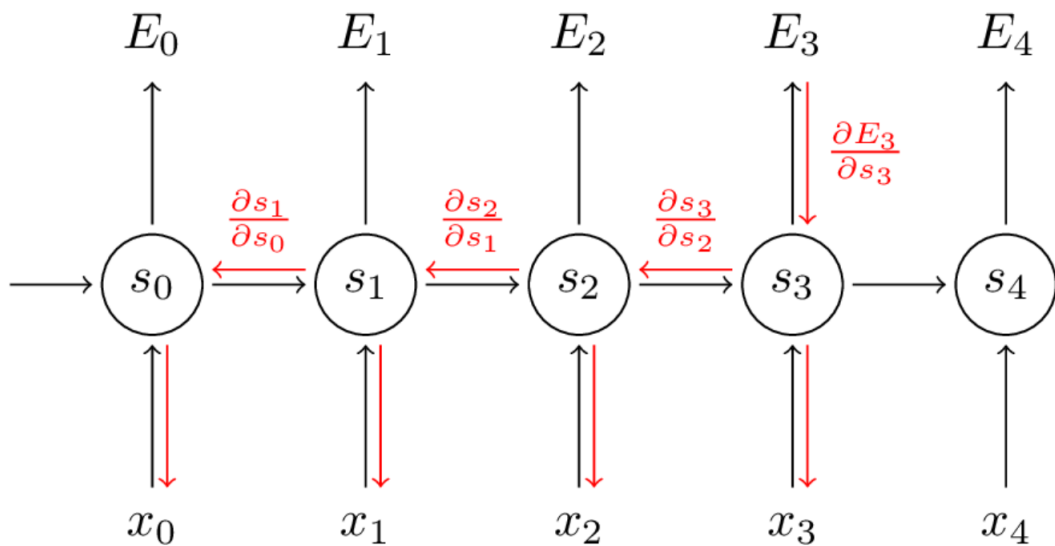 E₀ E₁ E₂ E₃ E₄
∂E₃/∂s₃
∂s₁/∂s₀ ∂s₂/∂s₁ ∂s₃/∂s₂
s₀ s₁ s₂ s₃ s₄
x₀ x₁ x₂ x₃ x₄